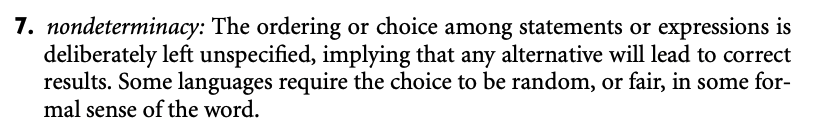 7. nondeterminacy: The ordering or choice among statements or expressions is
deliberately left unspecified, implying that any alternative will lead to correct
results. Some languages require the choice to be random, or fair, in some for-
mal sense of the word.